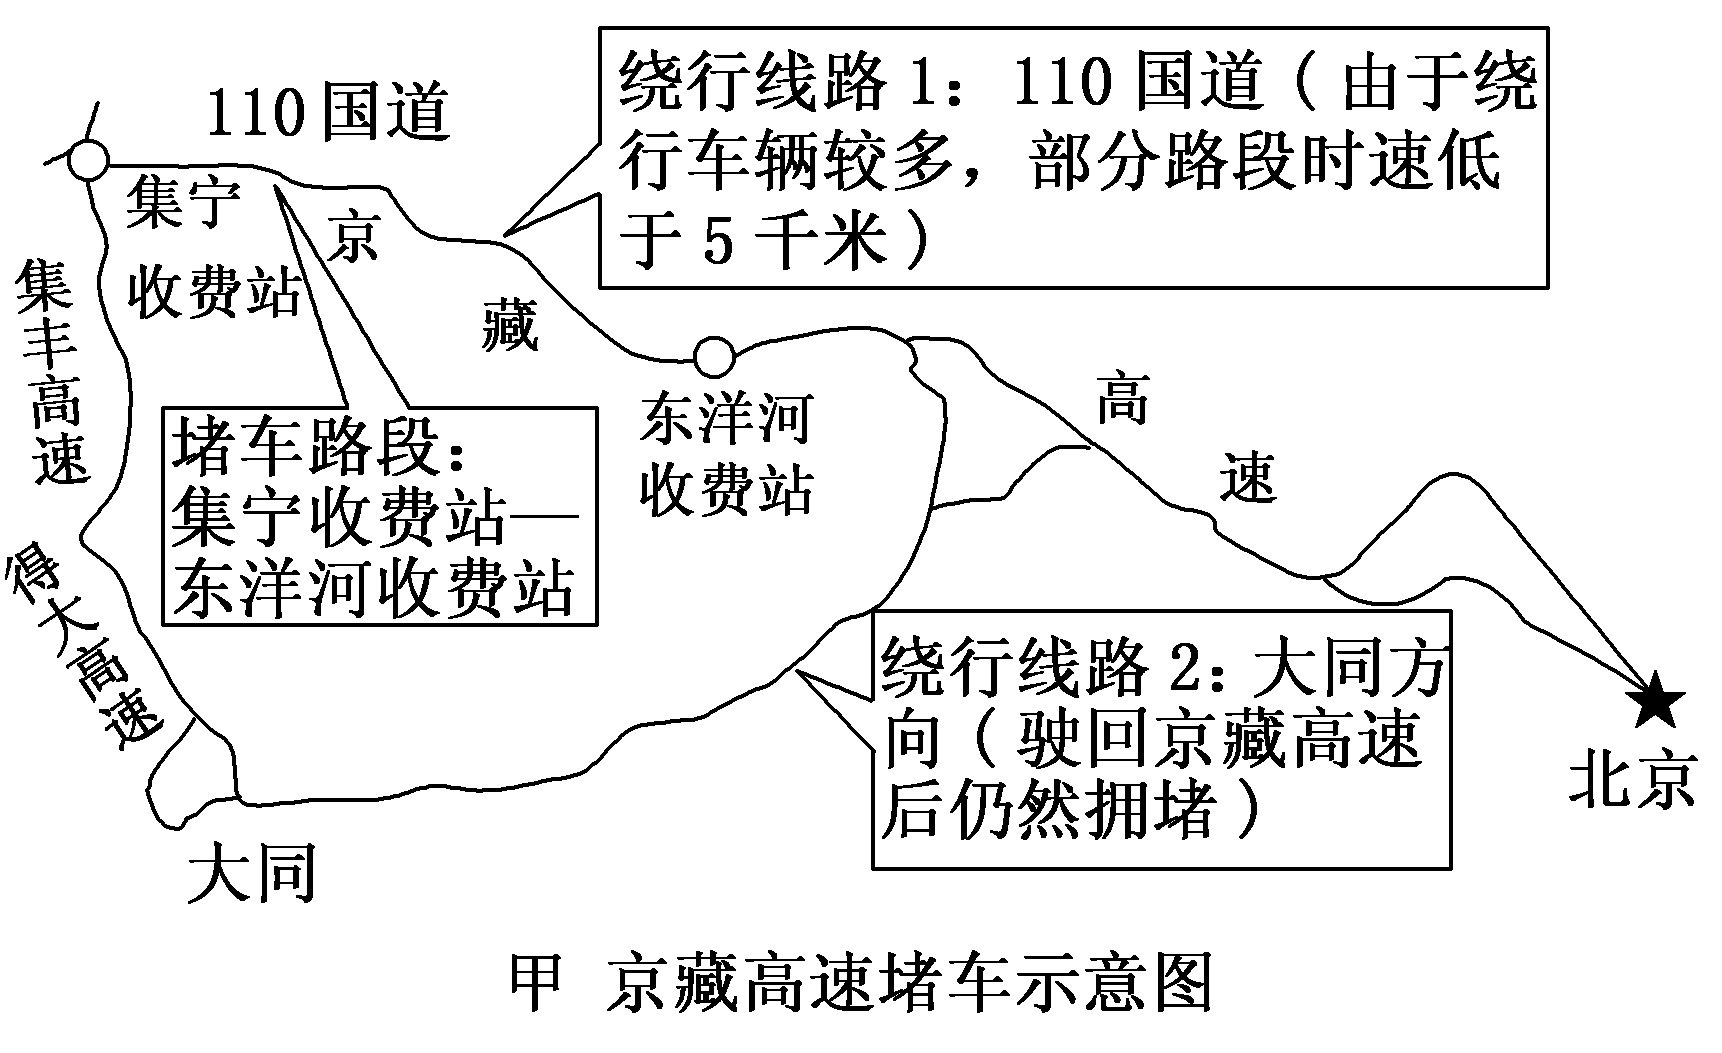 110国道
绕行线路1：110国道(由于绕
行车辆较多，部分路段时速低
于5千米)
集宁
收费站
京
藏
高
速
集丰高速
东洋河
收费站
堵车路段：
集宁收费站—
东洋河收费站
得大高速
绕行线路2：大同方
向(驶回京藏高速
后仍然拥堵)
北京
大同
甲 京藏高速堵车示意图